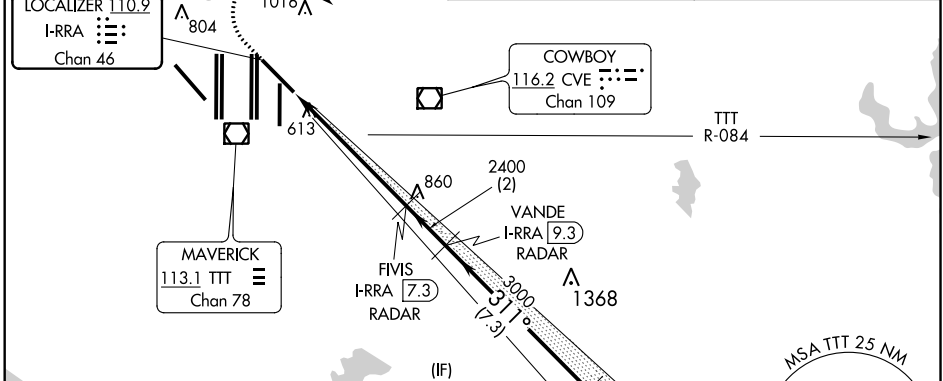 LOCALIZER 110.9
I-RRA
Chan 46
804
1016
COWBOY
116.2 CVE
Chan 109
613
TTT
R-084
860
2400
(2)
VANDE
I-RRA 9.3
RADAR
MAVERICK
113.1 TTT
Chan 78
FIVIS
I-RRA 7.3
RADAR
3000
311°
(7.3)
1368
(IF)
MSA TTT 25 NM